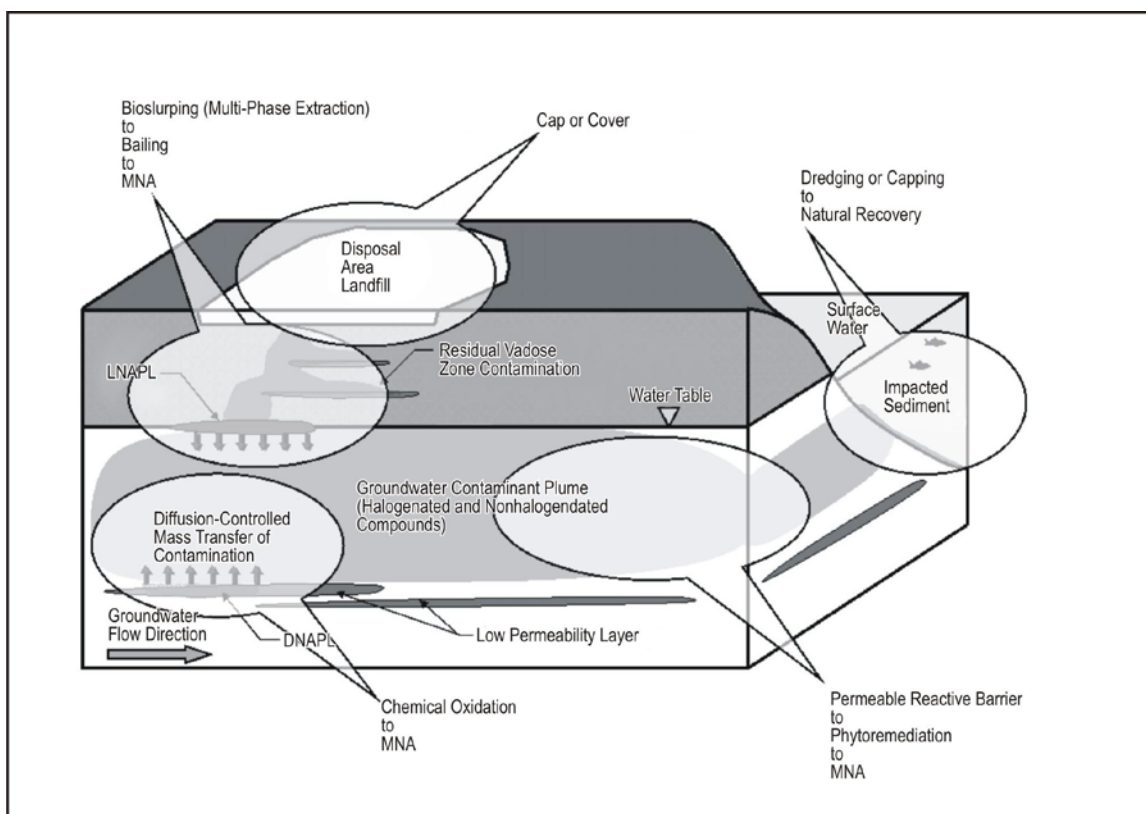 Bioslurping (Multi-Phase Extraction)
to
Bailing
to
MNA
Cap or Cover
Dredging or Capping
to
Natural Recovery
Disposal
Area
Landfill
Surface
Water
LNAPL
Residual Vadose
Zone Contamination
Water Table
Impacted
Sediment
Groundwater Contaminant Plume
(Halogenated and Nonhalogendated
Compounds)
Diffusion-Controlled
Mass Transfer of
Contamination
Groundwater
Flow Direction
DNAPL
Low Permeability Layer
Chemical Oxidation
to
MNA
Permeable Reactive Barrier
to
Phytoremediation
to
MNA